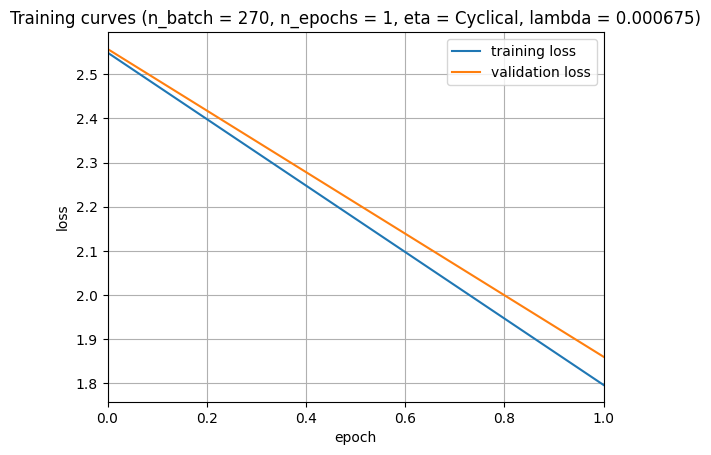 Training curves (n_batch = 270, n_epochs = 1, eta = Cyclical, lambda = 0.000675)
training loss
validation loss
2.5
2.4
2.3
2.2
2.1
2.0
1.9
1.8
loss
0.0 0.2 0.4 0.6 0.8 1.0
epoch